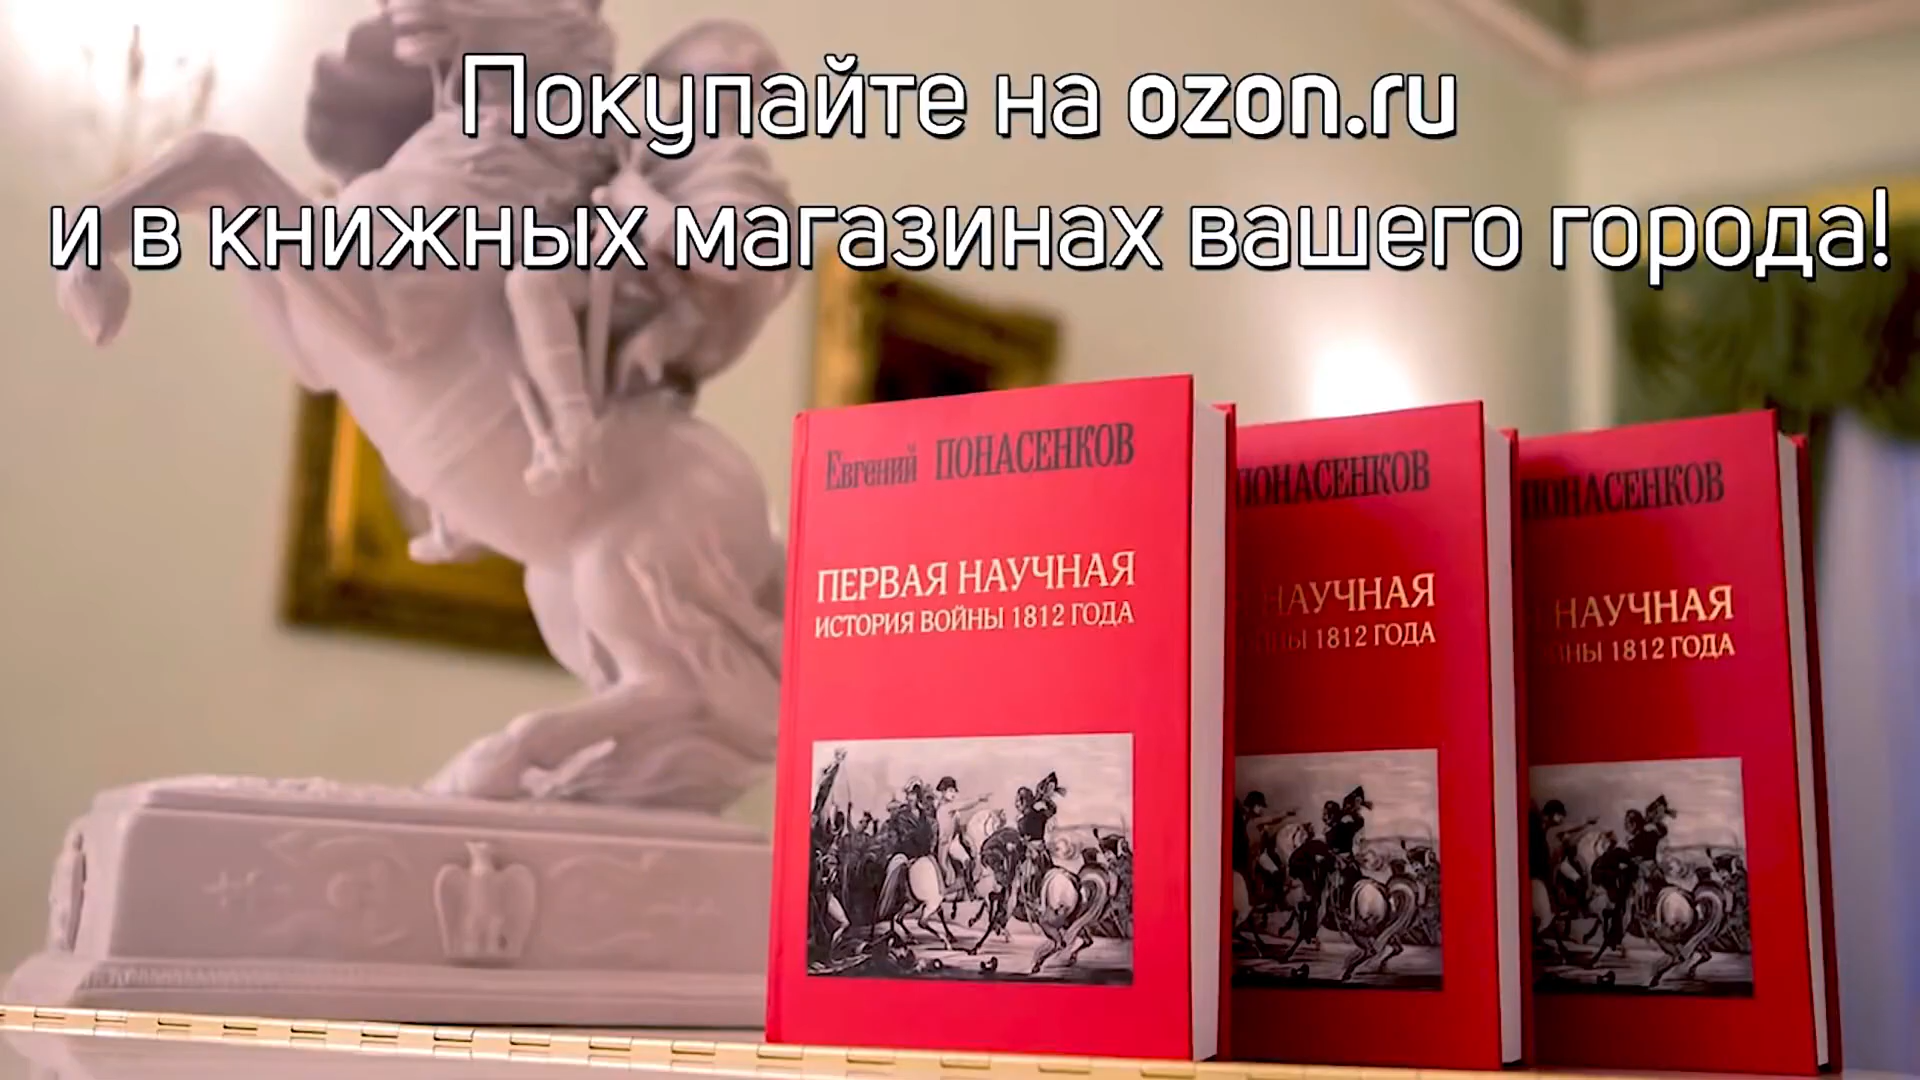 Покупайте на ozon.ru
и в книжных магазинах вашего города!
Евгений ПОНАСЕНКОВ
ПЕРВАЯ НАУЧНАЯ
ИСТОРИЯ ВОЙНЫ 1812 ГОДА
ПОНАСЕНКОВ
НАУЧНАЯ
ВОЙНЫ 1812 ГОДА
ПОНАСЕНКОВ
НАУЧНАЯ
1812 ГОДА